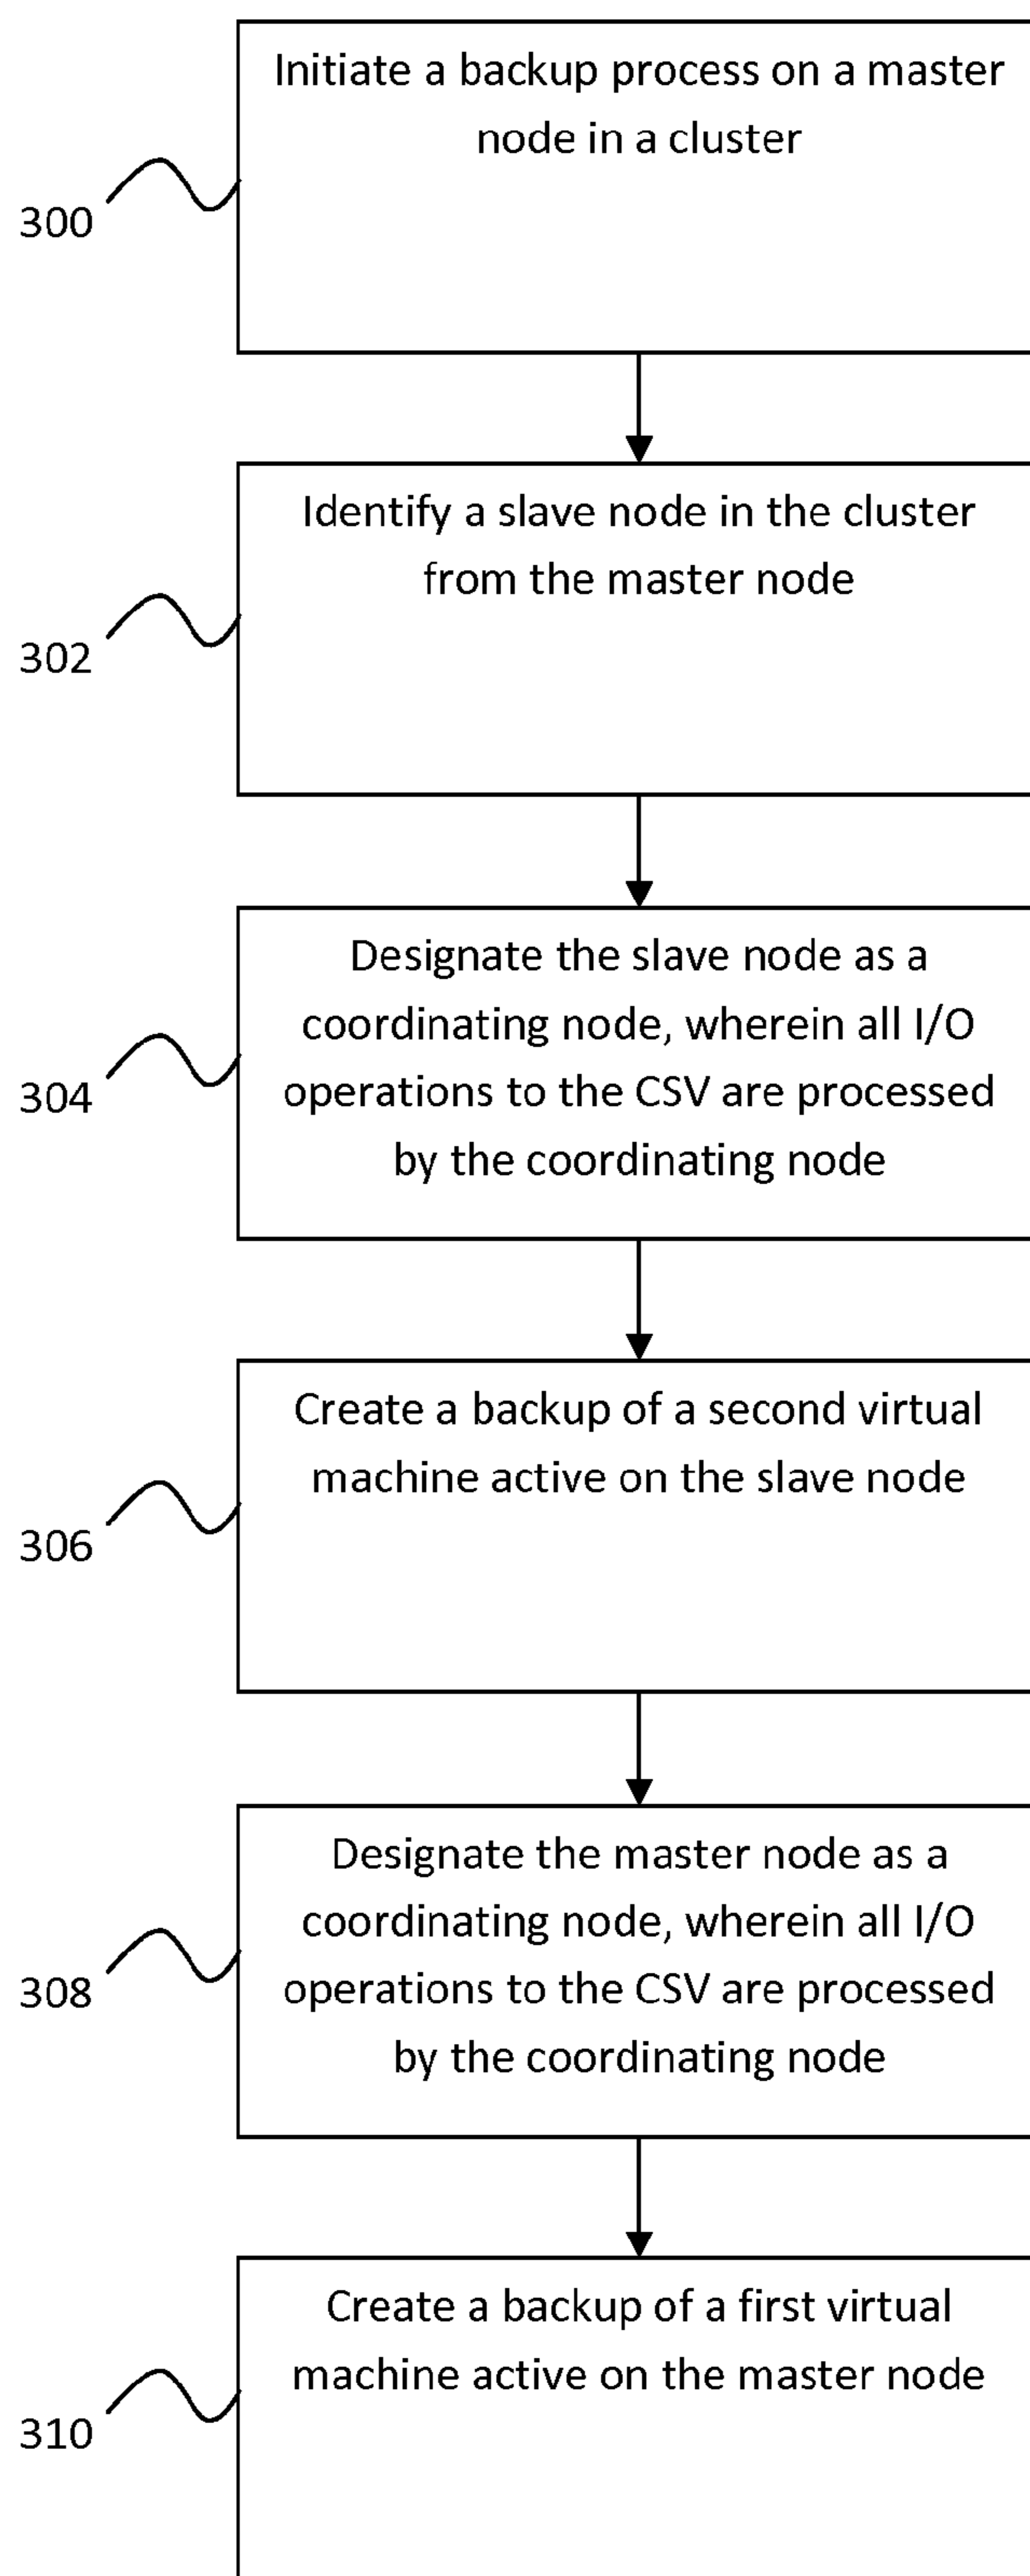 Initiate a backup process on a master
node in a cluster
300
Identify a slave node in the cluster
from the master node
302
Designate the slave node as a
coordinating node, wherein all I/O
operations to the CSV are processed
by the coordinating node
304
Create a backup of a second virtual
machine active on the slave node
306
Designate the master node as a
coordinating node, wherein all I/O
operations to the CSV are processed
by the coordinating node
308
Create a backup of a first virtual
machine active on the master node
310